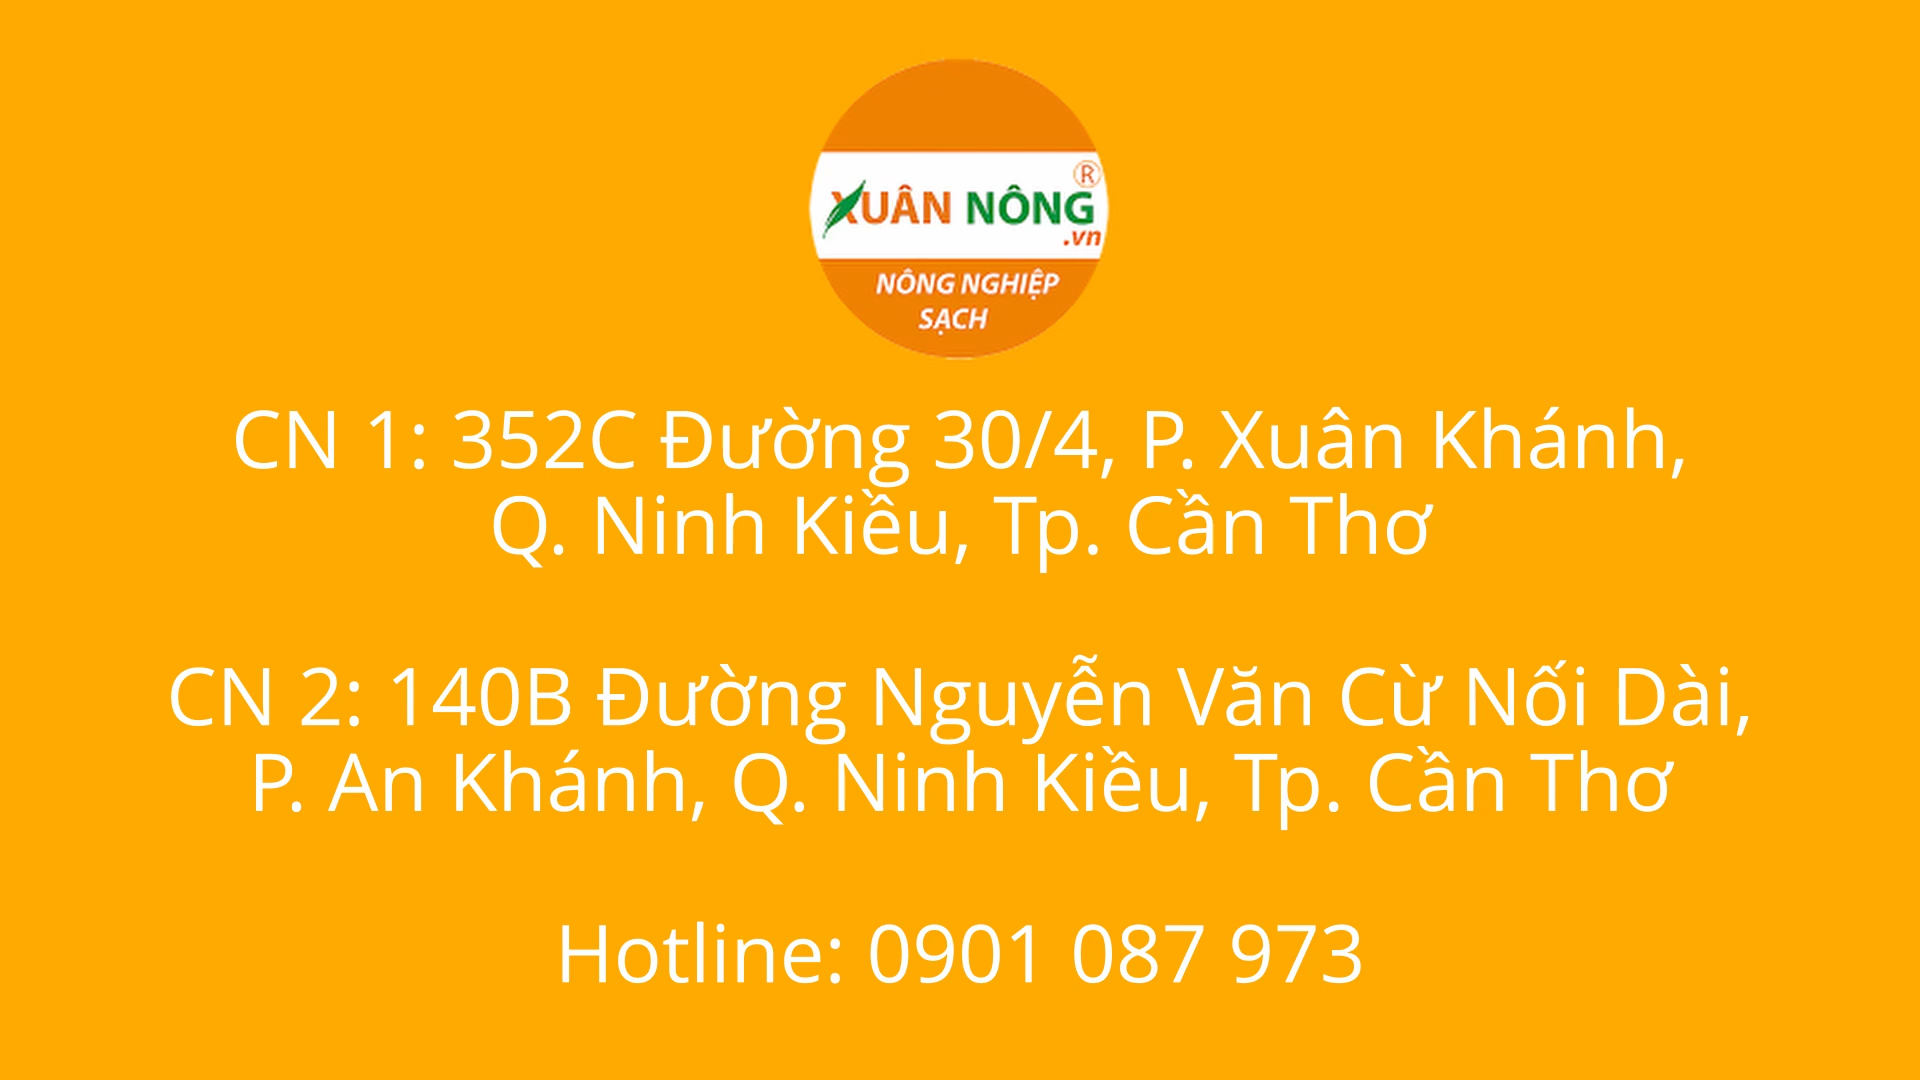 XUÂN NÔNG ®
.vn
NÔNG NGHIỆP
SẠCH
CN 1: 352C Đường 30/4, P. Xuân Khánh,
Q. Ninh Kiều, Tp. Cần Thơ
CN 2: 140B Đường Nguyễn Văn Cừ Nối Dài,
P. An Khánh, Q. Ninh Kiều, Tp. Cần Thơ
Hotline: 0901 087 973